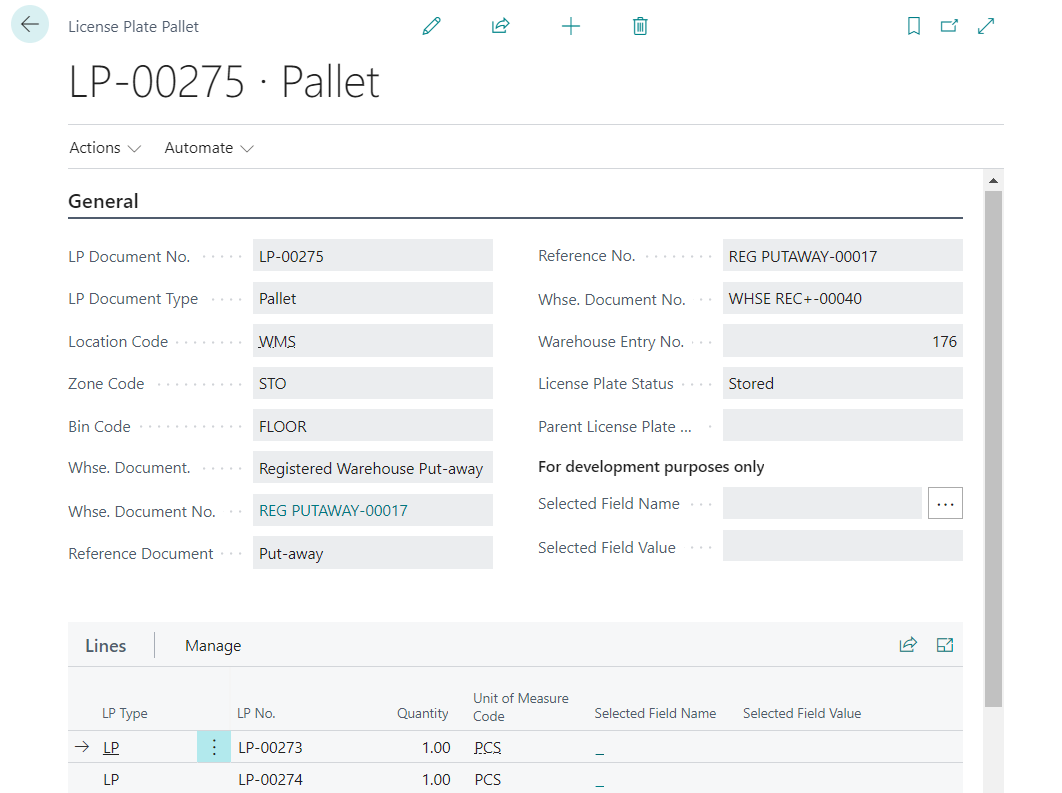 License Plate Pallet
LP-00275 · Pallet
Actions Automate
General
LP Document No. LP-00275
LP Document Type Pallet
Location Code WMS
Zone Code STO
Bin Code FLOOR
Whse. Document. Registered Warehouse Put-away
Whse. Document No. REG PUTAWAY-00017
Reference Document Put-away
Reference No. REG PUTAWAY-00017
Whse. Document No. WHSE REC+-00040
Warehouse Entry No. 176
License Plate Status Stored
Parent License Plate ...
For development purposes only
Selected Field Name ...
Selected Field Value
Lines Manage
LP Type LP No. Quantity Unit of Measure Code Selected Field Name Selected Field Value
LP LP-00273 1.00 PCS _
LP LP-00274 1.00 PCS _